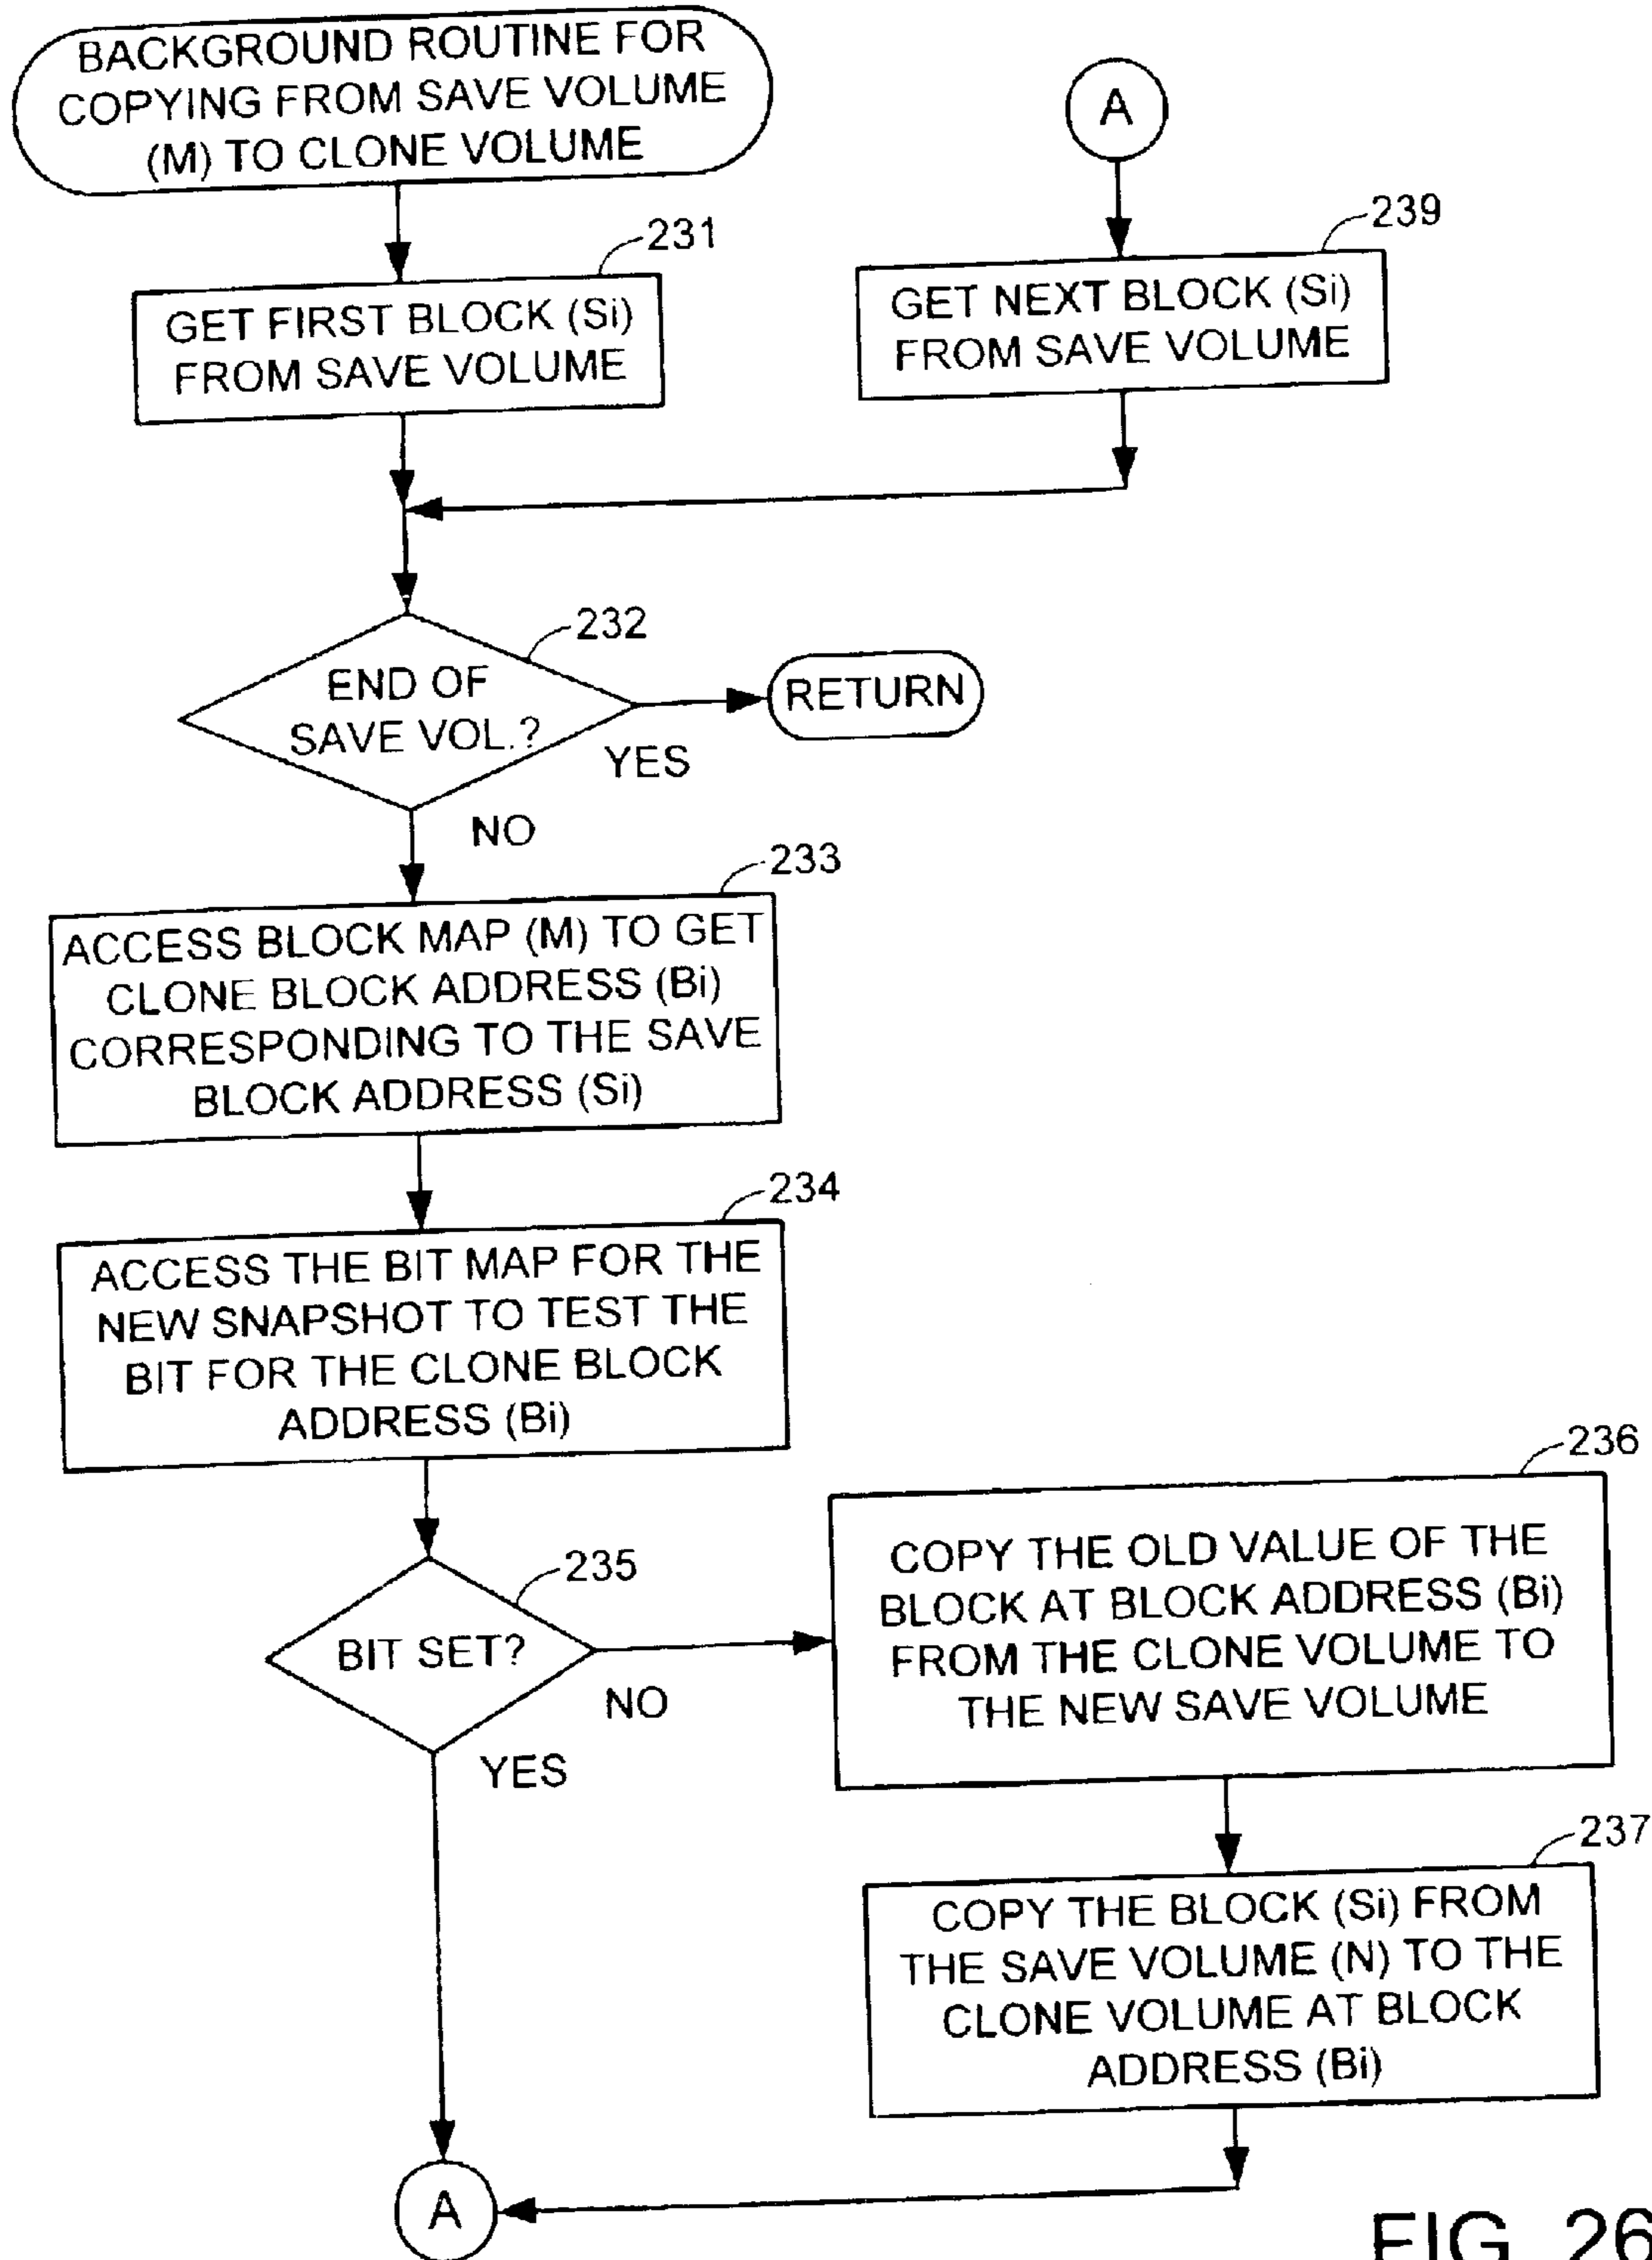 BACKGROUND ROUTINE FOR
COPYING FROM SAVE VOLUME
(M) TO CLONE VOLUME
231
GET FIRST BLOCK (Si)
FROM SAVE VOLUME
A
239
GET NEXT BLOCK (Si)
FROM SAVE VOLUME
232
END OF
SAVE VOL.?
YES
RETURN
NO
233
ACCESS BLOCK MAP (M) TO GET
CLONE BLOCK ADDRESS (Bi)
CORRESPONDING TO THE SAVE
BLOCK ADDRESS (Si)
234
ACCESS THE BIT MAP FOR THE
NEW SNAPSHOT TO TEST THE
BIT FOR THE CLONE BLOCK
ADDRESS (Bi)
235
BIT SET?
NO
YES
236
COPY THE OLD VALUE OF THE
BLOCK AT BLOCK ADDRESS (Bi)
FROM THE CLONE VOLUME TO
THE NEW SAVE VOLUME
237
COPY THE BLOCK (Si) FROM
THE SAVE VOLUME (N) TO THE
CLONE VOLUME AT BLOCK
ADDRESS (Bi)
A
FIG. 26